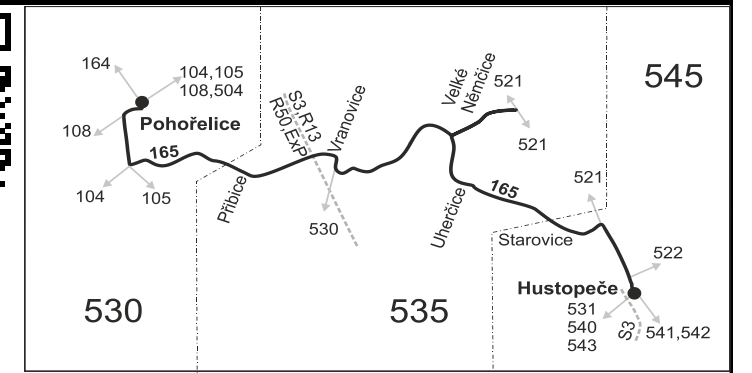 164
104,105
108,504
108
Pohořelice
165
104
105
Přibice
S3,R13
R50 ExP
Vranovice
530
Velké
Němčice
521
521
545
Uherčice
165
521
Starovice
522
Hustopeče
531
540
543
S3
541,542
530
535